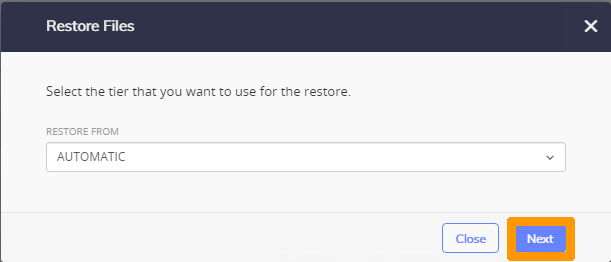 Restore Files
Select the tier that you want to use for the restore.
RESTORE FROM
AUTOMATIC
Close
Next